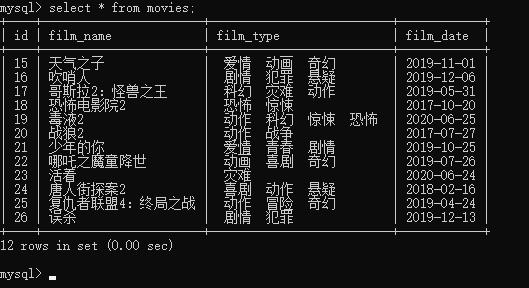 mysql> select * from movies;
| id | film_name | film_type | film_date |
| 15 | 天气之子 | 爱情 动画 奇幻 | 2019-11-01 |
| 16 | 吹哨人 | 剧情 犯罪 悬疑 | 2019-12-06 |
| 17 | 哥斯拉2：怪兽之王 | 科幻 灾难 动作 | 2019-05-31 |
| 18 | 恐怖电影院2 | 恐怖 惊悚 | 2017-10-20 |
| 19 | 毒液2 | 动作 科幻 惊悚 恐怖 | 2020-06-25 |
| 20 | 战狼2 | 动作 战争 | 2017-07-27 |
| 21 | 少年的你 | 爱情 青春 剧情 | 2019-10-25 |
| 22 | 哪吒之魔童降世 | 动画 喜剧 奇幻 | 2019-07-26 |
| 23 | 活着 | 灾难 | 2020-06-24 |
| 24 | 唐人街探案2 | 喜剧 动作 悬疑 | 2018-02-16 |
| 25 | 复仇者联盟4：终局之战 | 动作 冒险 奇幻 | 2019-04-24 |
| 26 | 误杀 | 剧情 犯罪 | 2019-12-13 |
12 rows in set (0.00 sec)
mysql> _